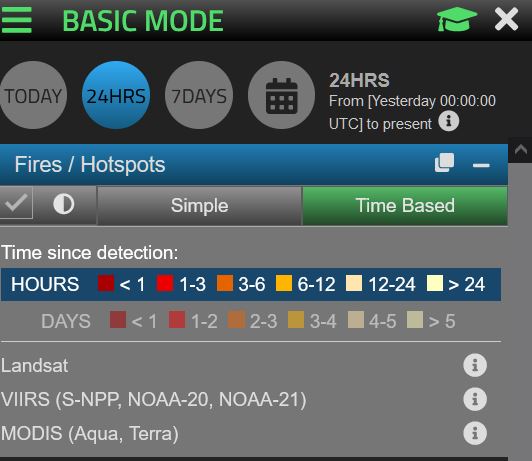 BASIC MODE
TODAY
24HRS
7DAYS
24HRS
From [Yesterday 00:00:00
UTC] to present
Fires / Hotspots
Simple
Time Based
Time since detection:
HOURS < 1 1-3 3-6 6-12 12-24 > 24
DAYS < 1 1-2 2-3 3-4 4-5 > 5
Landsat
VIIRS (S-NPP, NOAA-20, NOAA-21)
MODIS (Aqua, Terra)